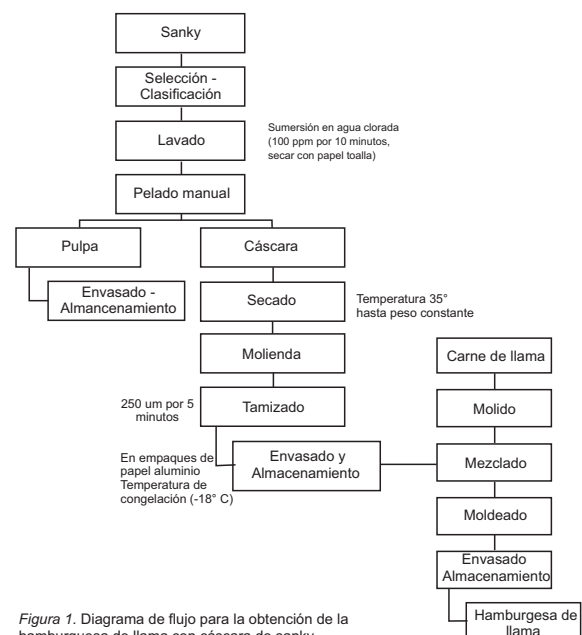 Sanky
Selección -
Clasificación
Lavado
Sumersión en agua clorada
(100 ppm por 10 minutos,
secar con papel toalla)
Pelado manual
Pulpa
Cáscara
Envasado -
Almancenamiento
Secado
Temperatura 35°
hasta peso constante
Molienda
Carne de llama
250 um por 5
minutos
Tamizado
Molido
En empaques de
papel aluminio
Temperatura de
congelación (-18° C)
Envasado y
Almacenamiento
Mezclado
Moldeado
Envasado
Almacenamiento
Hamburgesa de
llama
Figura 1. Diagrama de flujo para la obtención de la
hamburguesa de llama con cáscara de sanky